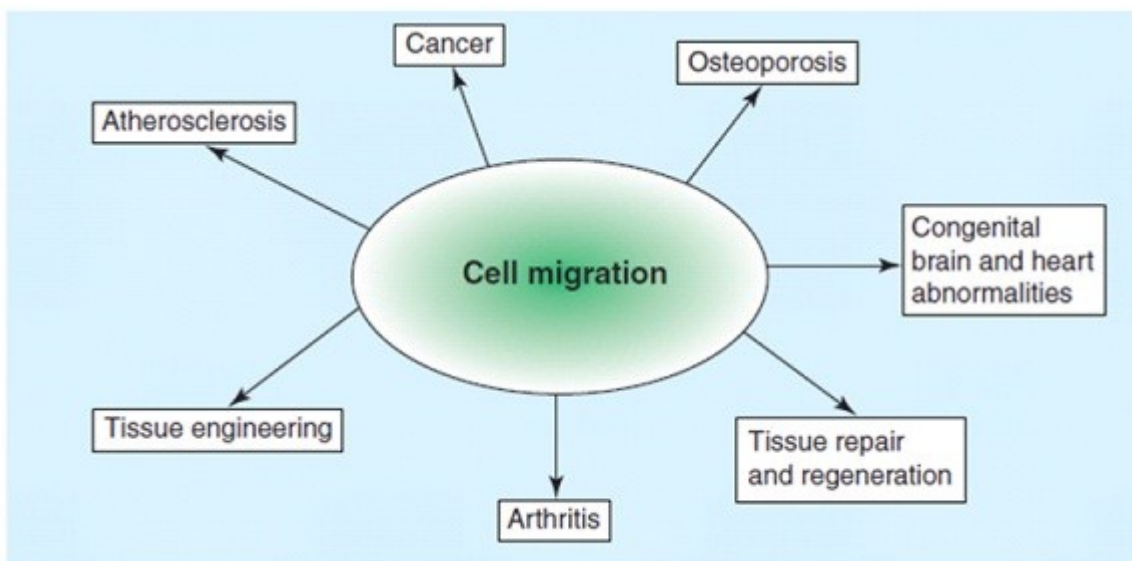 Cancer
Osteoporosis
Atherosclerosis
Congenital
brain and heart
abnormalities
Cell migration
Tissue engineering
Tissue repair
and regeneration
Arthritis